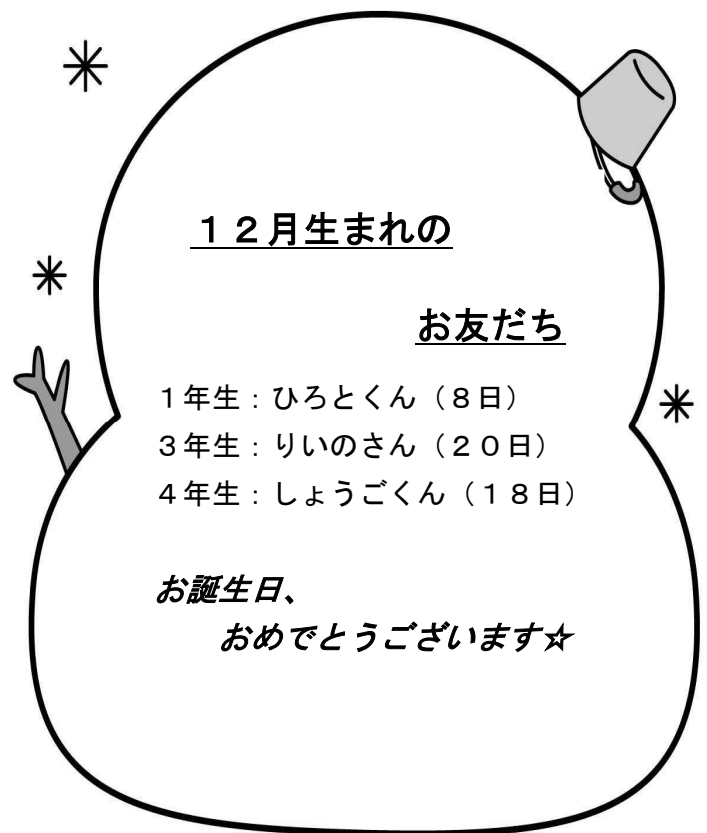 １２月生まれの
お友だち
１年生：ひろとくん（８日）
３年生：りいのさん（２０日）
４年生：しょうごくん（１８日）
お誕生日、
おめでとうございます☆